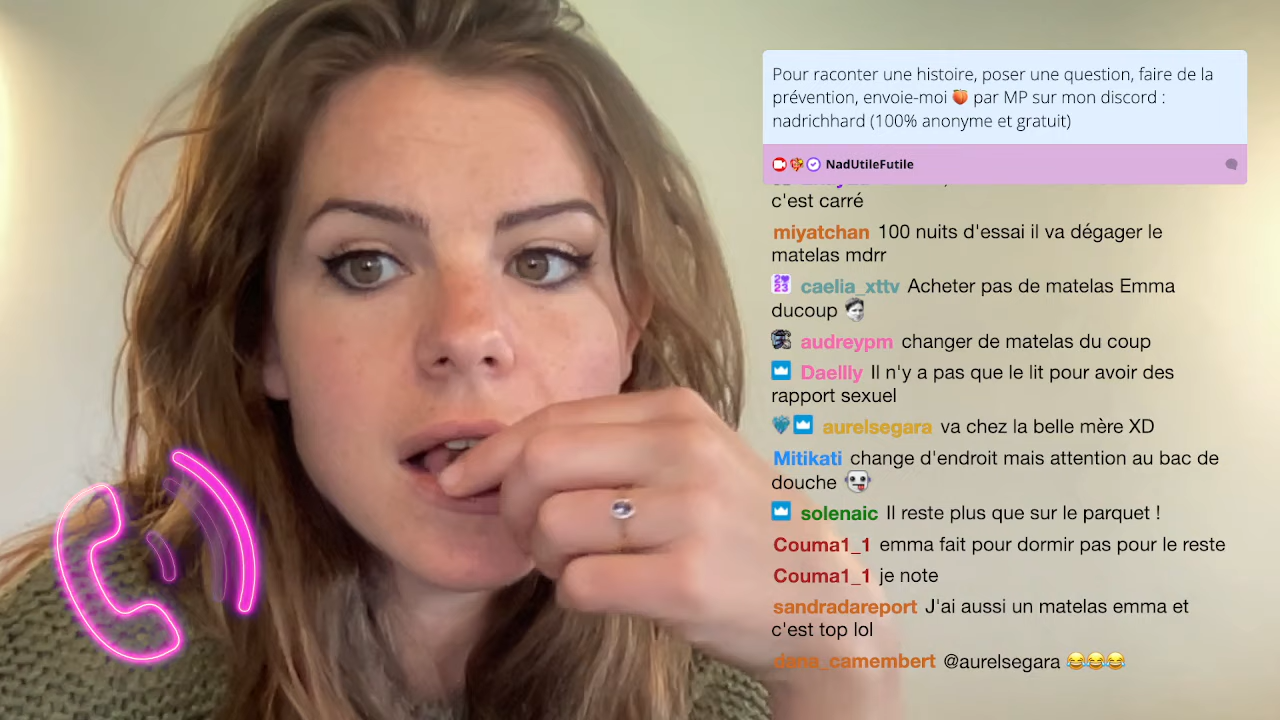 Pour raconter une histoire, poser une question, faire de la
prévention, envoie-moi 🍑 par MP sur mon discord :
nadrichhard (100% anonyme et gratuit)
NadUtileFutile
c'est carré
miyatchan 100 nuits d'essai il va dégager le
matelas mdrr
caelia_xttv Acheter pas de matelas Emma
ducoup
audreypm changer de matelas du coup
Daellly Il n'y a pas que le lit pour avoir des
rapport sexuel
aurelsegara va chez la belle mère XD
Mitikati change d'endroit mais attention au bac de
douche
solenaic Il reste plus que sur le parquet !
Couma1_1 emma fait pour dormir pas pour le reste
Couma1_1 je note
sandradareport J'ai aussi un matelas emma et
c'est top lol
dana_camembert @aurelsegara 😂😂😂